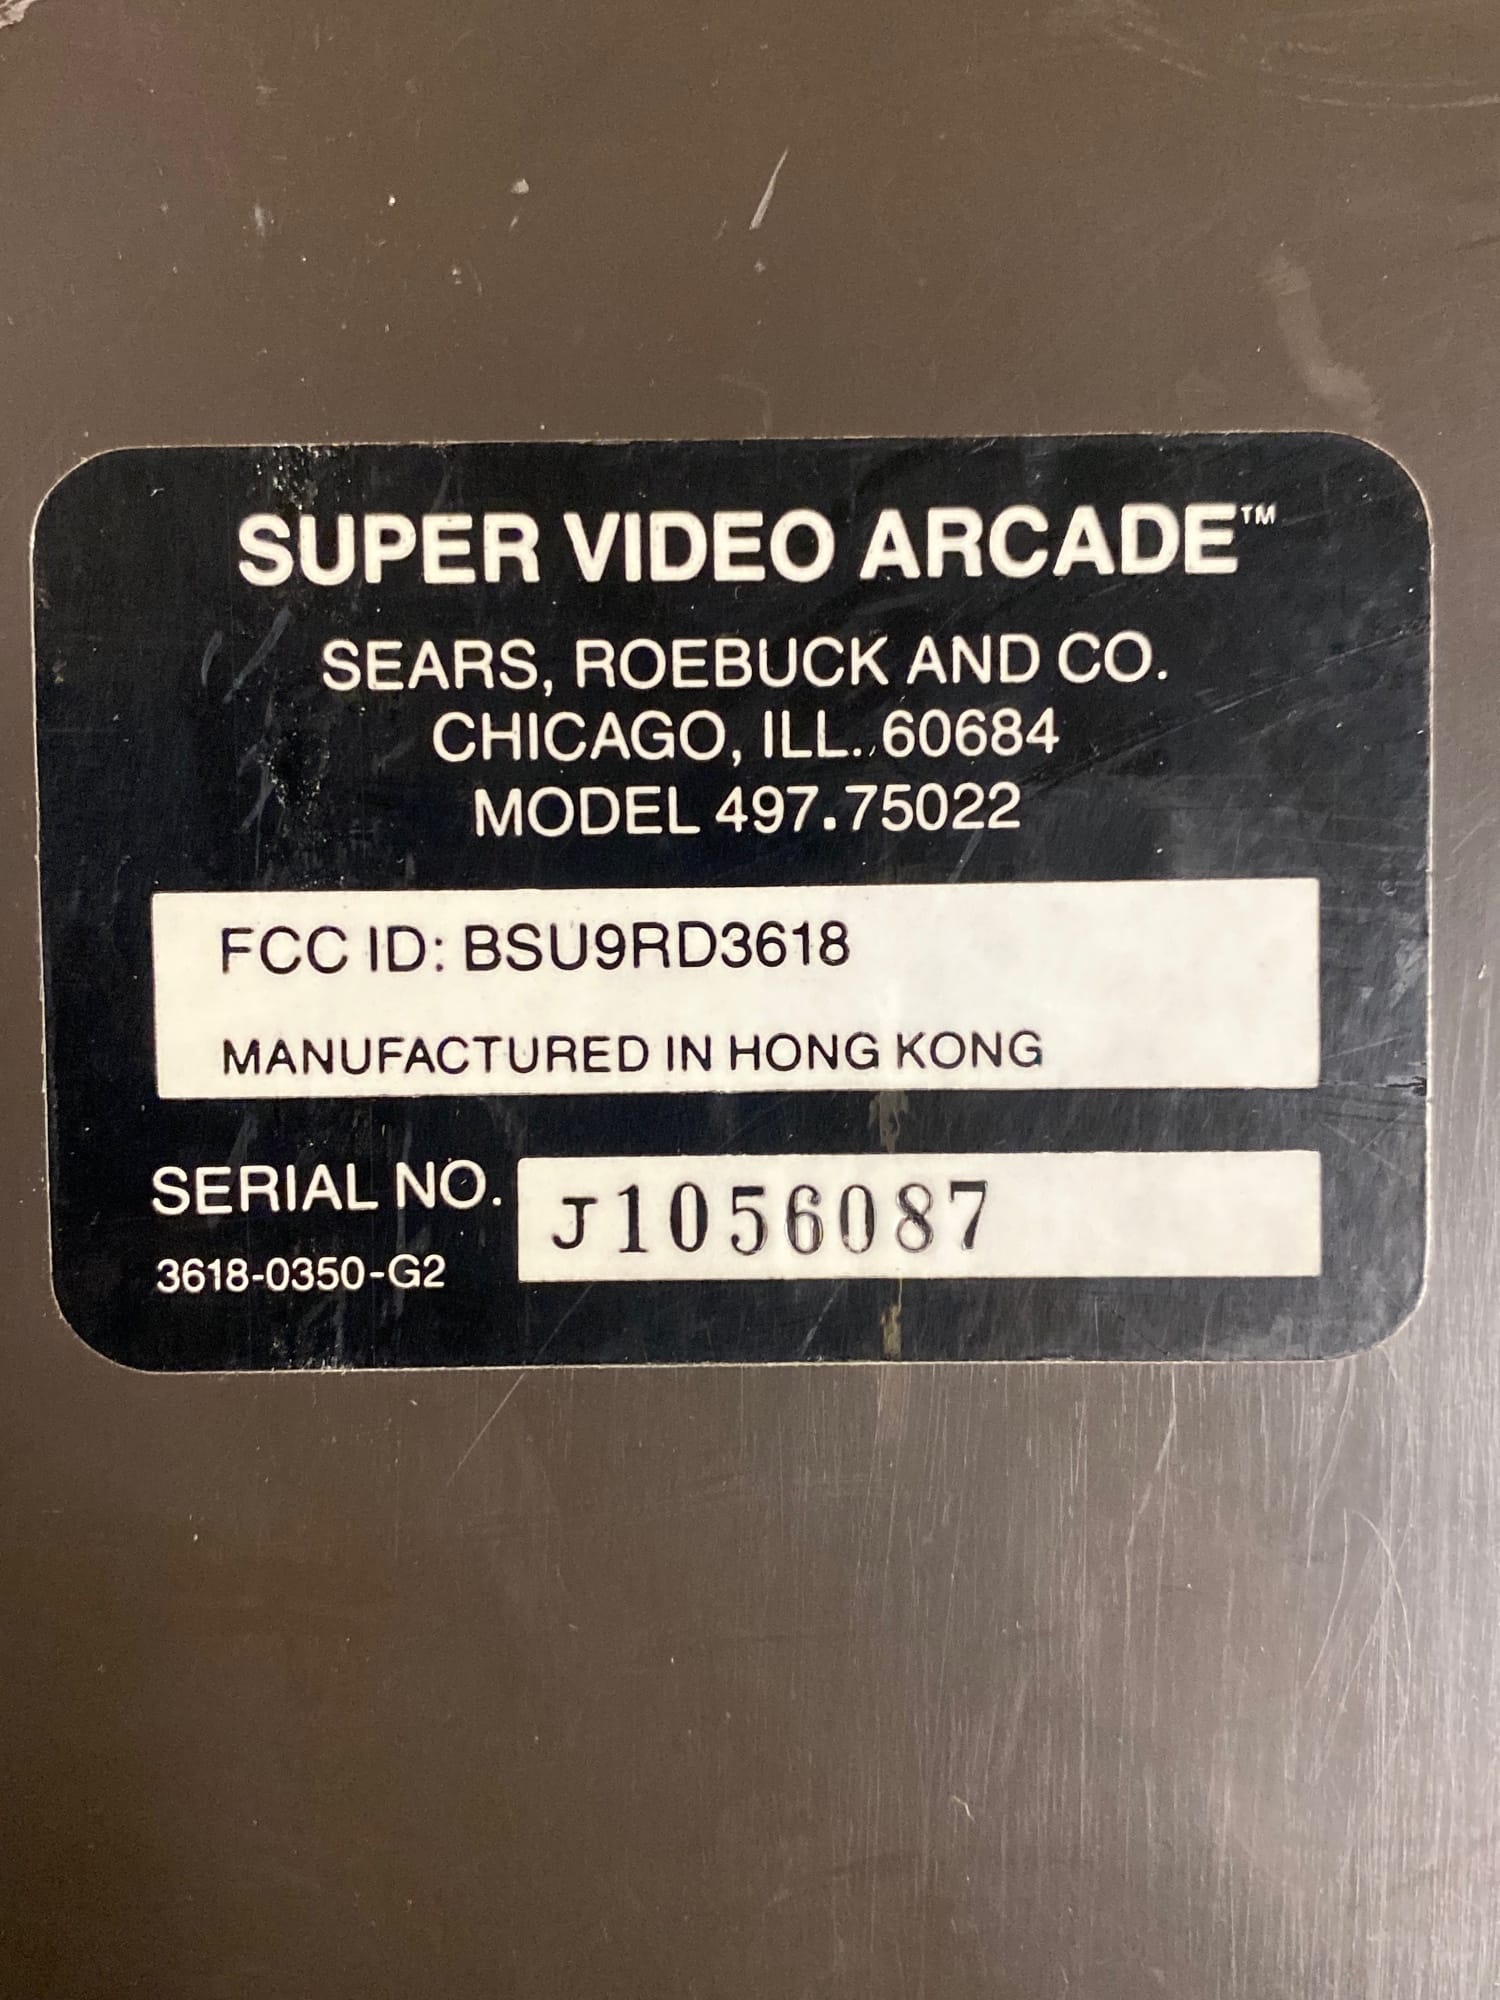 SUPER VIDEO ARCADE™
SEARS, ROEBUCK AND CO.
CHICAGO, ILL. 60684
MODEL 497.75022
FCC ID: BSU9RD3618
MANUFACTURED IN HONG KONG
SERIAL NO. J1056087
3618-0350-G2